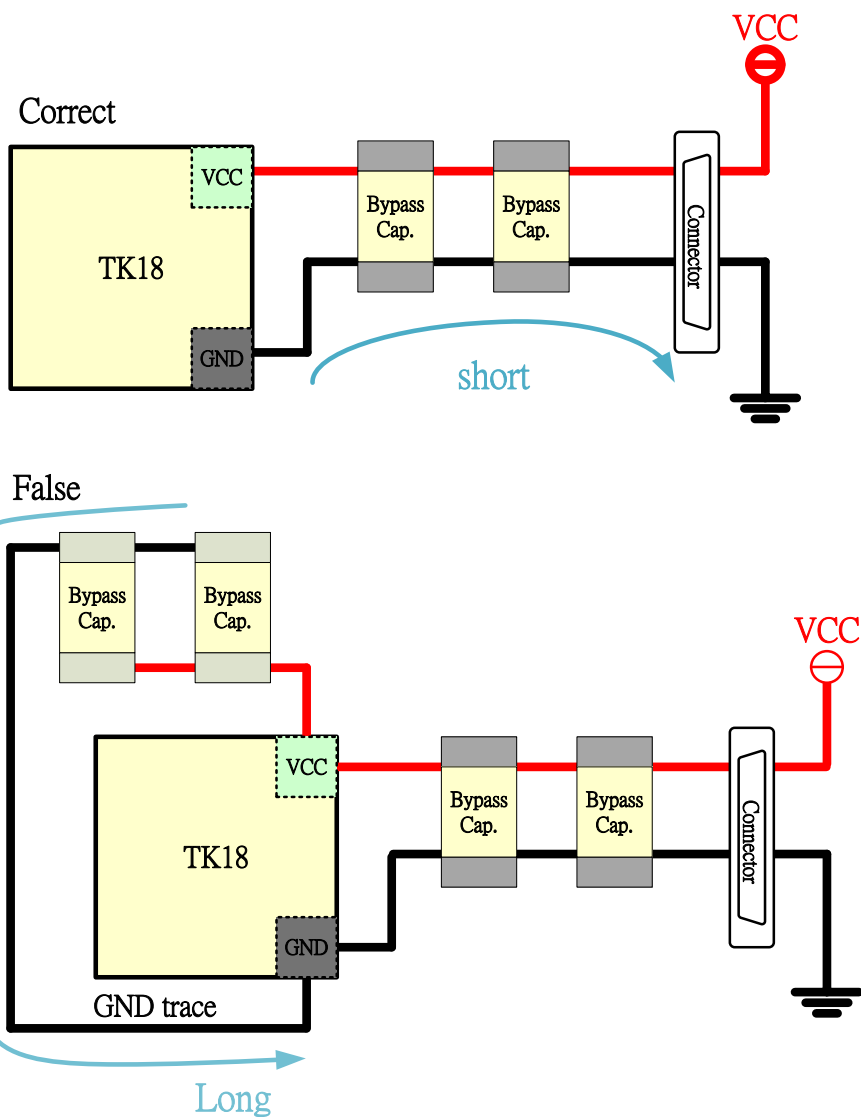 VCC
Correct
VCC
TK18
GND
Bypass
Cap.
Bypass
Cap.
Connector
short
False
Bypass
Cap.
Bypass
Cap.
VCC
VCC
TK18
GND
Bypass
Cap.
Bypass
Cap.
Connector
GND trace
Long